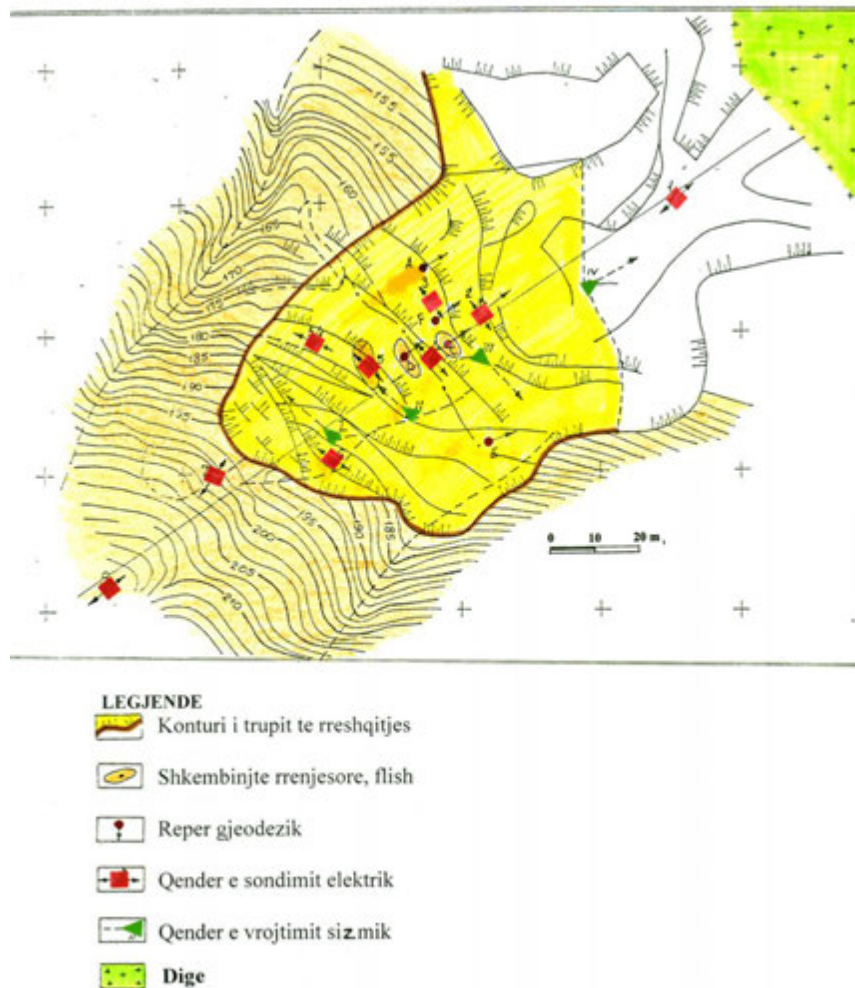 155
155
160
165
170
175
180
185
190
195
IV
200
195
190
185
205
210
0 10 20 m,
LEGJENDE
Konturi i trupit te rreshqitjes
Shkembinjte rrenjesore, flish
Reper gjeodezik
Qender e sondimit elektrik
Qender e vrojtimit sizmik
Dige